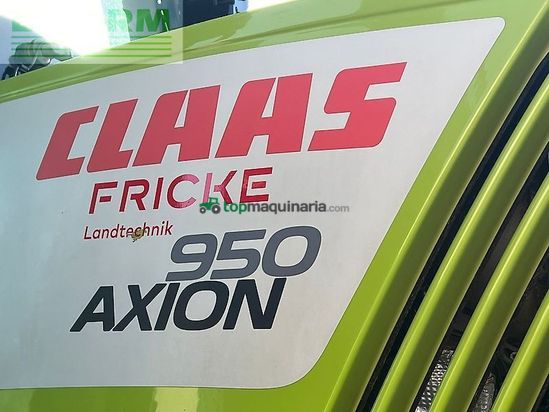 CLAAS
FRICKE
Landtechnik
topmaquinaria.com
950
AXION